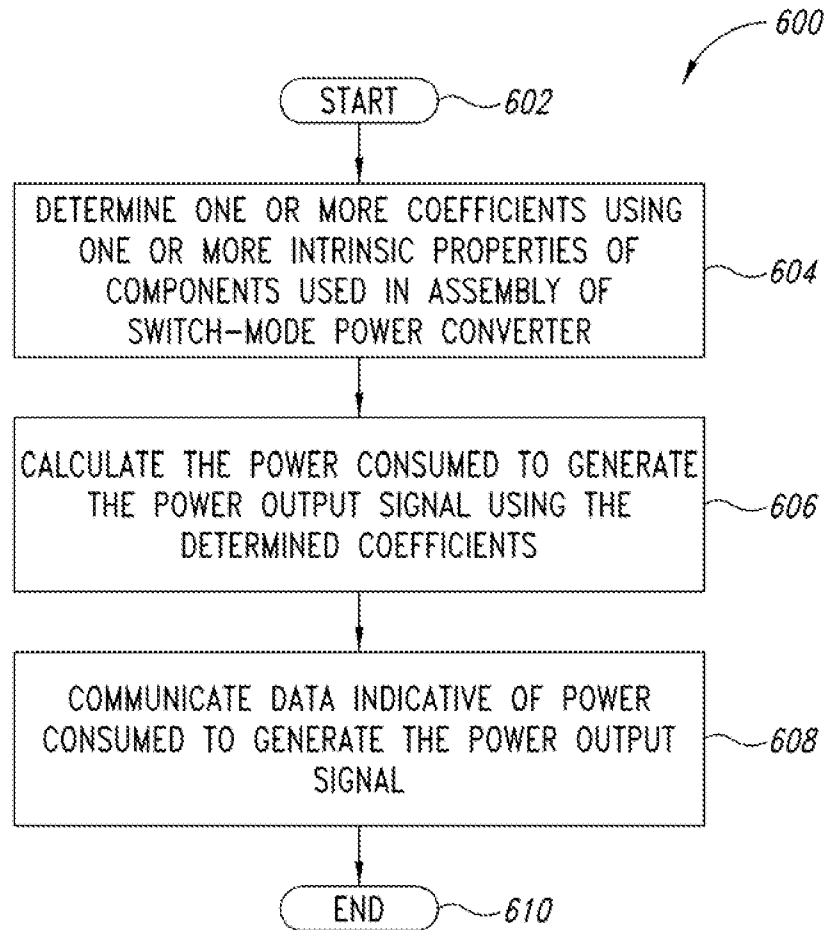 600
START
602
DETERMINE ONE OR MORE COEFFICIENTS USING
ONE OR MORE INTRINSIC PROPERTIES OF
COMPONENTS USED IN ASSEMBLY OF
SWITCH-MODE POWER CONVERTER
604
CALCULATE THE POWER CONSUMED TO GENERATE
THE POWER OUTPUT SIGNAL USING THE
DETERMINED COEFFICIENTS
606
COMMUNICATE DATA INDICATIVE OF POWER
CONSUMED TO GENERATE THE POWER OUTPUT
SIGNAL
608
END
610